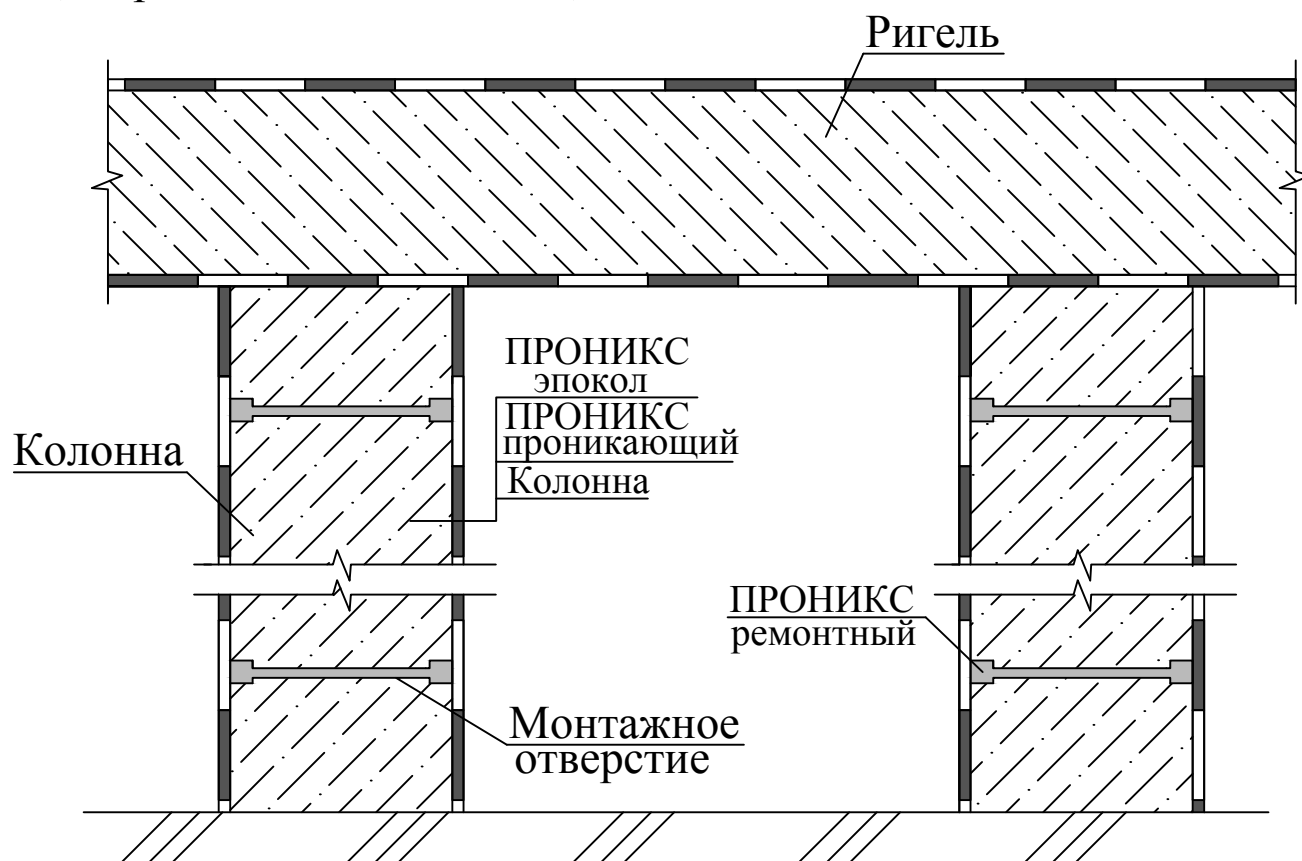 Ригель
ПРОНИКС
эпокол
ПРОНИКС
проникающий
Колонна
Колонна
ПРОНИКС
ремонтный
Монтажное
отверстие